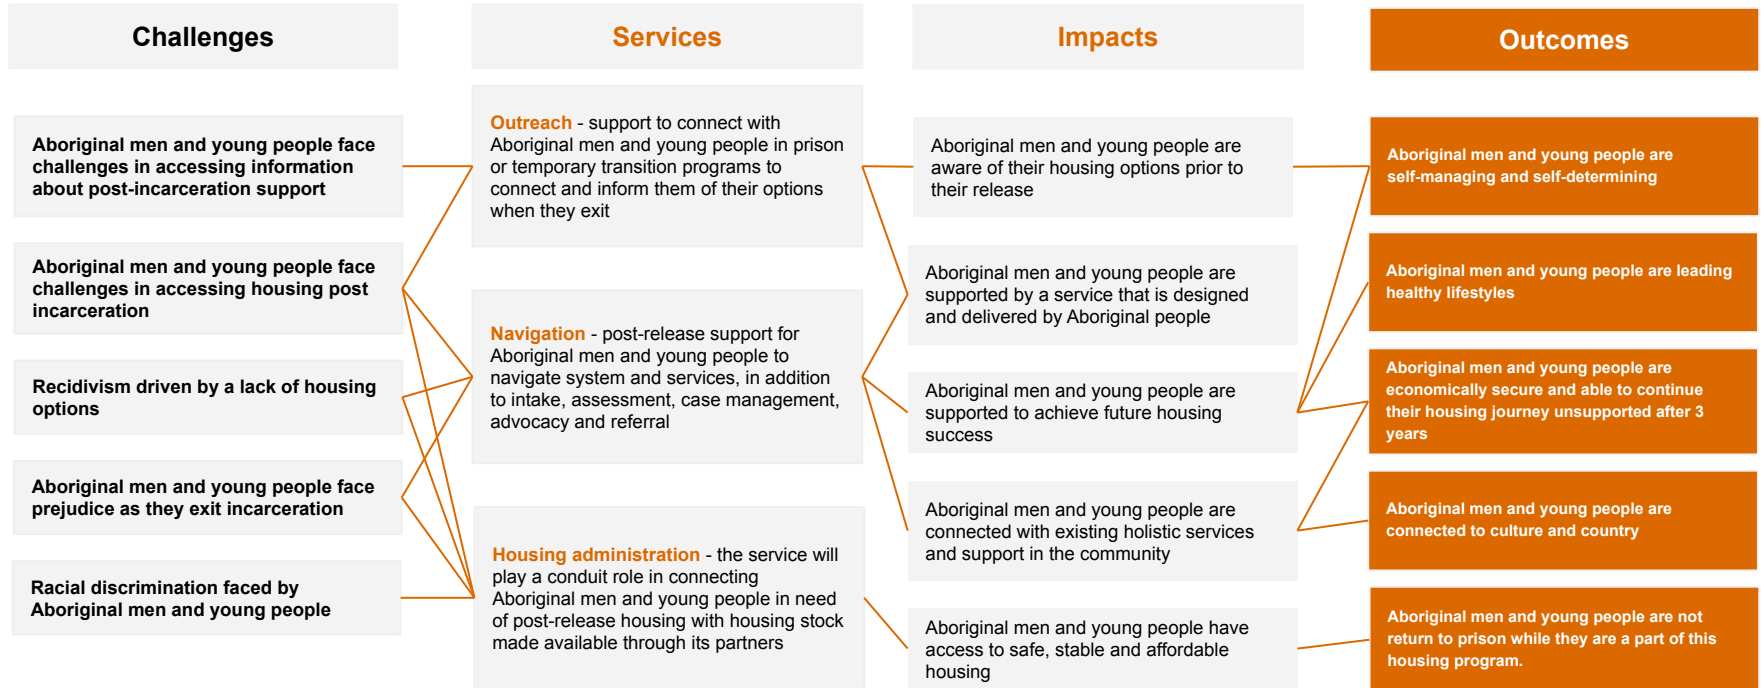 Challenges
Services
Impacts
Outcomes
Aboriginal men and young people face
challenges in accessing information
about post-incarceration support
Aboriginal men and young people face
challenges in accessing housing post
incarceration
Recidivism driven by a lack of housing
options
Aboriginal men and young people face
prejudice as they exit incarceration
Racial discrimination faced by
Aboriginal men and young people
Outreach - support to connect with
Aboriginal men and young people in prison
or temporary transition programs to
connect and inform them of their options
when they exit
Navigation - post-release support for
Aboriginal men and young people to
navigate system and services, in addition
to intake, assessment, case management,
advocacy and referral
Housing administration - the service will
play a conduit role in connecting
Aboriginal men and young people in need
of post-release housing with housing stock
made available through its partners
Aboriginal men and young people are
aware of their housing options prior to
their release
Aboriginal men and young people are
supported by a service that is designed
and delivered by Aboriginal people
Aboriginal men and young people are
supported to achieve future housing
success
Aboriginal men and young people are
connected with existing holistic services
and support in the community
Aboriginal men and young people have
access to safe, stable and affordable
housing
Aboriginal men and young people are
self-managing and self-determining
Aboriginal men and young people are leading
healthy lifestyles
Aboriginal men and young people are
economically secure and able to continue
their housing journey unsupported after 3
years
Aboriginal men and young people are
connected to culture and country
Aboriginal men and young people are not
return to prison while they are a part of this
housing program.